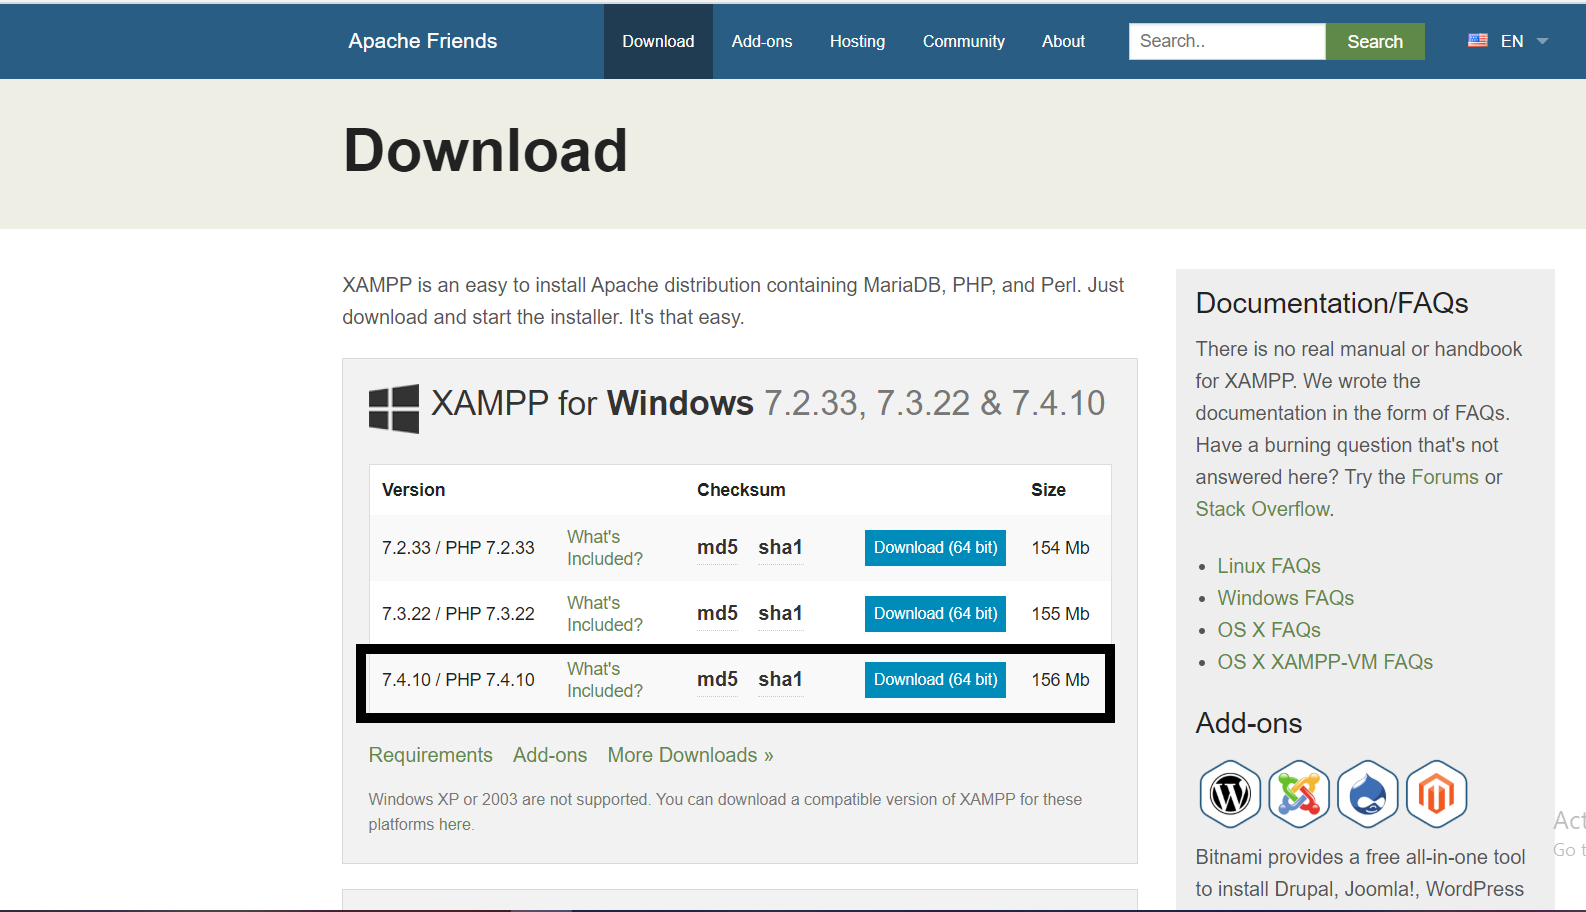 Apache Friends Download Add-ons Hosting Community About Search.. Search EN
Download
XAMPP is an easy to install Apache distribution containing MariaDB, PHP, and Perl. Just
download and start the installer. It's that easy.
XAMPP for Windows 7.2.33, 7.3.22 & 7.4.10
Version Checksum Size
7.2.33 / PHP 7.2.33 What's Included? md5 sha1 Download (64 bit) 154 Mb
7.3.22 / PHP 7.3.22 What's Included? md5 sha1 Download (64 bit) 155 Mb
7.4.10 / PHP 7.4.10 What's Included? md5 sha1 Download (64 bit) 156 Mb
Requirements Add-ons More Downloads »
Windows XP or 2003 are not supported. You can download a compatible version of XAMPP for these
platforms here.
Documentation/FAQs
There is no real manual or handbook
for XAMPP. We wrote the
documentation in the form of FAQs.
Have a burning question that's not
answered here? Try the Forums or
Stack Overflow.
• Linux FAQs
• Windows FAQs
• OS X FAQs
• OS X XAMPP-VM FAQs
Add-ons
Bitnami provides a free all-in-one tool
to install Drupal, Joomla!, WordPress
Act
Go t